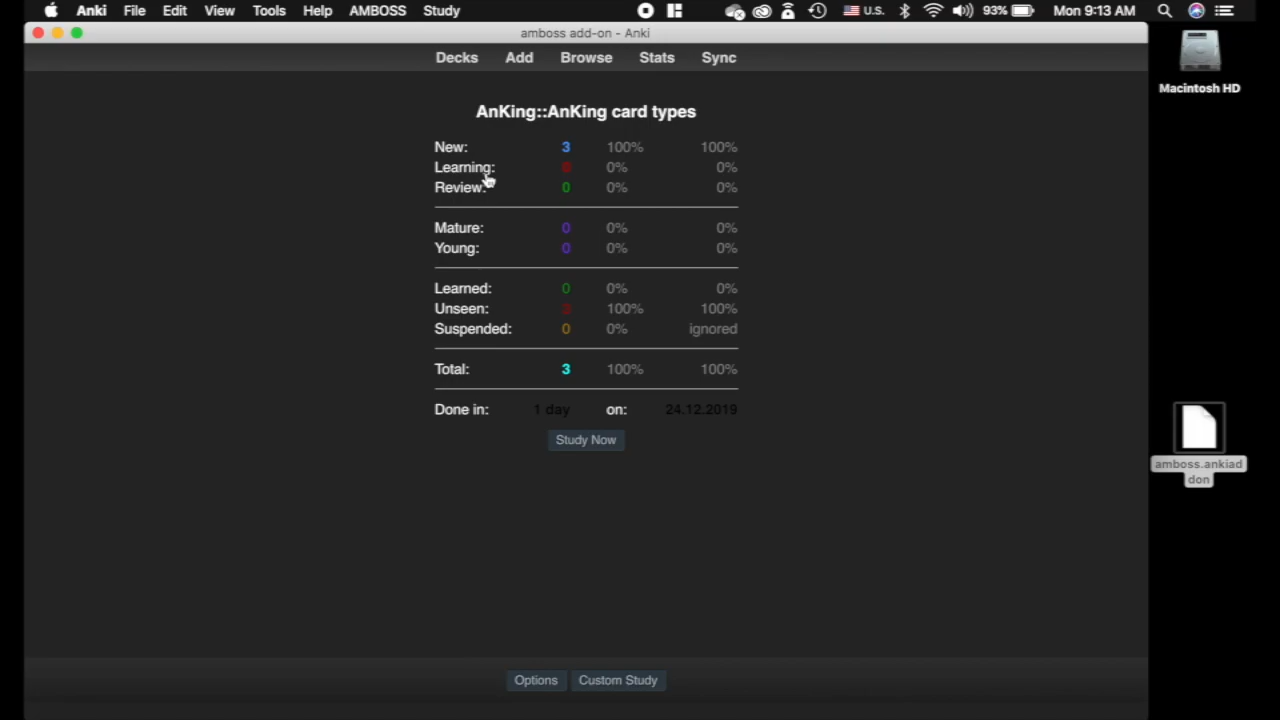 Anki File Edit View Tools Help AMBOSS Study U.S. 93% Mon 9:13 AM
amboss add-on - Anki
Decks Add Browse Stats Sync
Macintosh HD
AnKing::AnKing card types
New: 3 100% 100%
Learning: 0% 0%
Review: 0 0% 0%
Mature: 0 0% 0%
Young: 0 0% 0%
Learned: 0 0% 0%
Unseen: 3 100% 100%
Suspended: 0 0% ignored
Total: 3 100% 100%
Done in: 1 day on: 24.12.2019
Study Now
amboss.ankiad
don
Options Custom Study